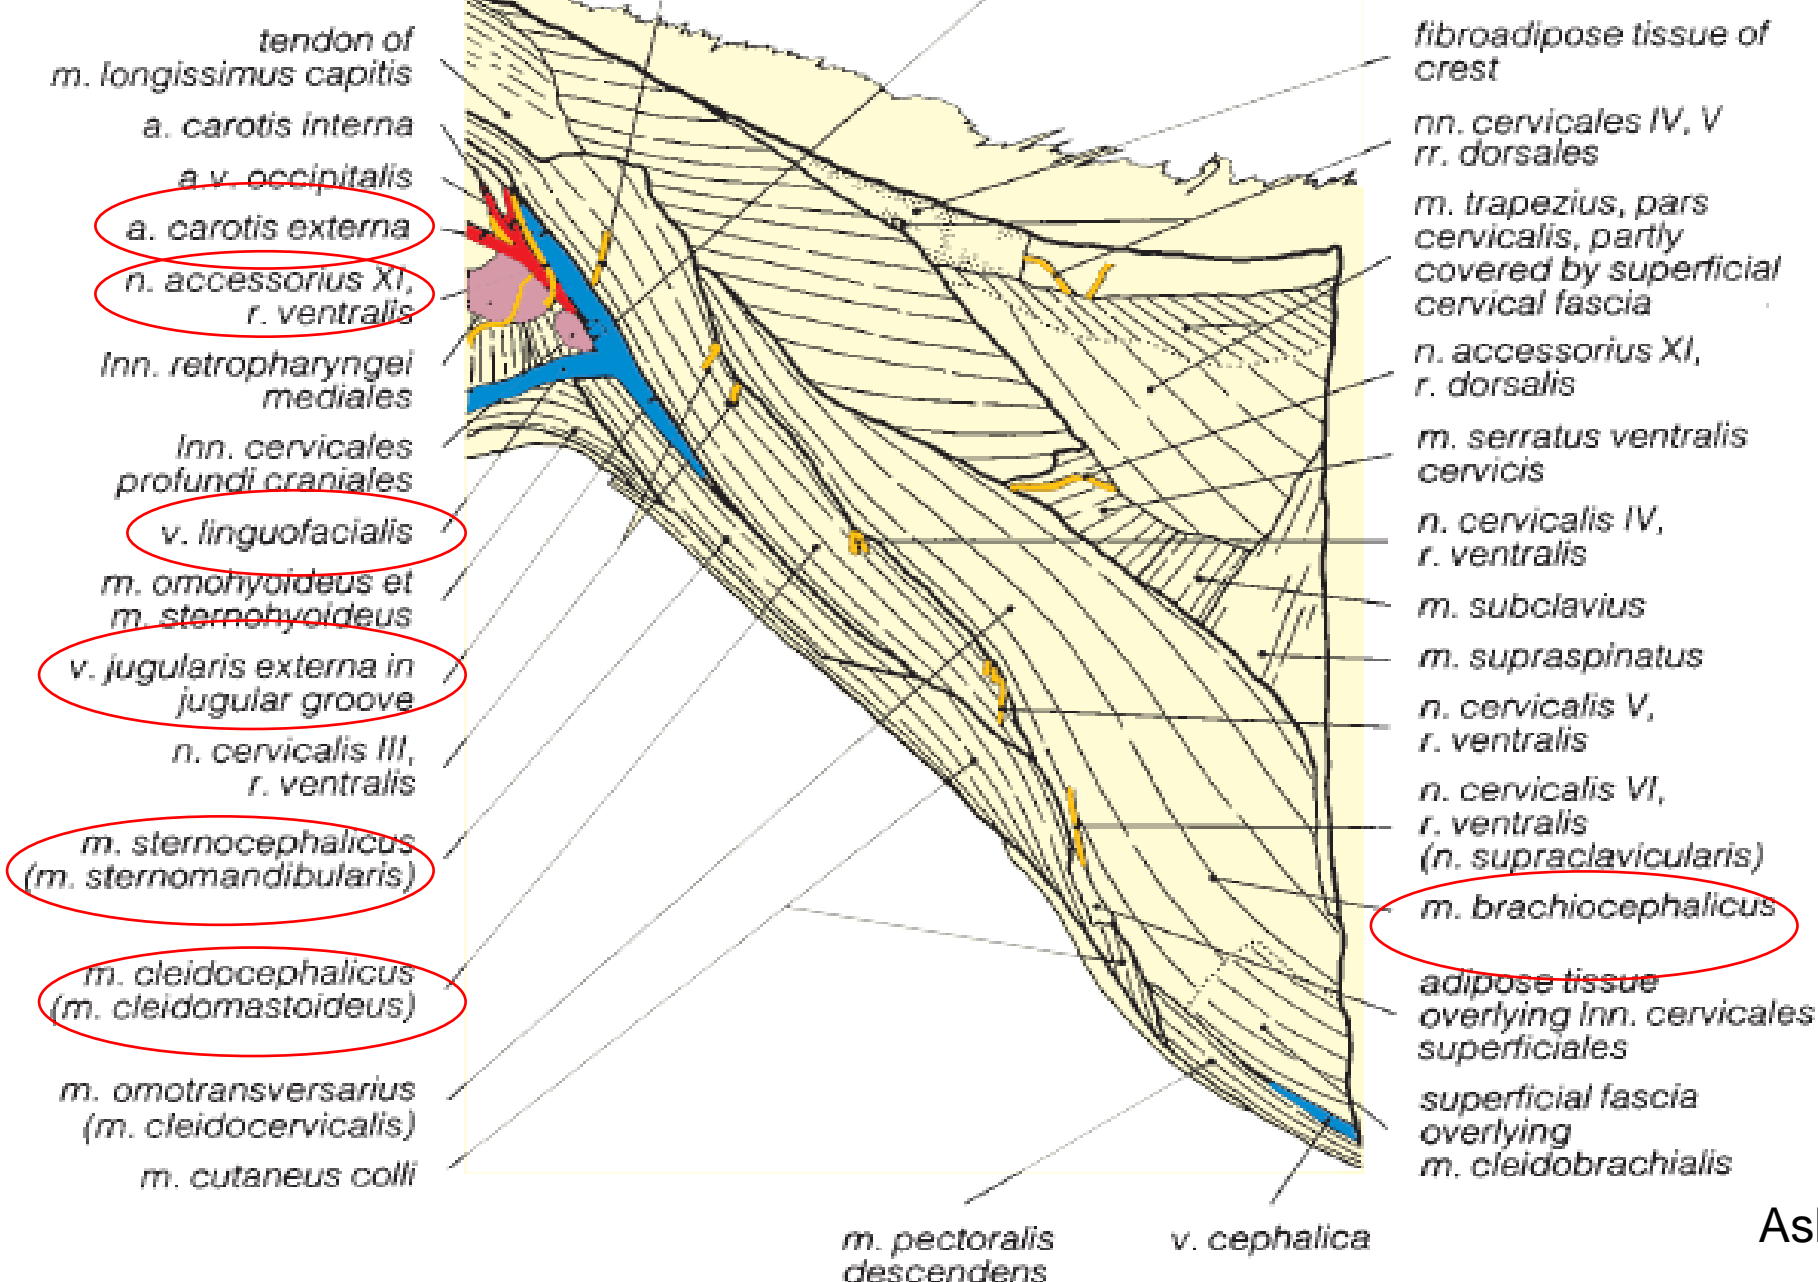 tendon of
m. longissimus capitis
a. carotis interna
a.v. occipitalis
a. carotis externa
n. accessorius XI,
r. ventralis
lnn. retropharyngei
mediales
lnn. cervicales
profundi craniales
v. linguofacialis
m. omohyoideus et
m. sternohyoideus
v. jugularis externa in
jugular groove
n. cervicalis III,
r. ventralis
m. sternocephalicus
(m. sternomandibularis)
m. cleidocephalicus
(m. cleidomastoideus)
m. omotransversarius
(m. cleidocervicalis)
m. cutaneus colli
fibroadipose tissue of
crest
nn. cervicales IV, V
rr. dorsales
m. trapezius, pars
cervicalis, partly
covered by superficial
cervical fascia
n. accessorius XI,
r. dorsalis
m. serratus ventralis
cervicis
n. cervicalis IV,
r. ventralis
m. subclavius
m. supraspinatus
n. cervicalis V,
r. ventralis
n. cervicalis VI,
r. ventralis
(n. supraclavicularis)
m. brachiocephalicus
adipose tissue
overlying lnn. cervicales
superficiales
superficial fascia
overlying
m. cleidobrachialis
m. pectoralis
descendens
v. cephalica